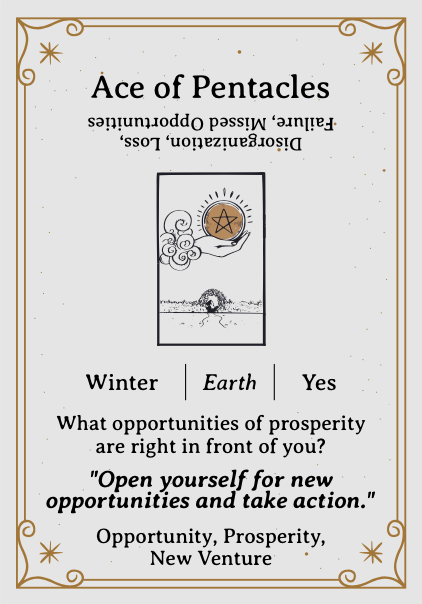 Ace of Pentacles
Disorganization, Loss,
Failure, Missed Opportunities
Winter | Earth | Yes
What opportunities of prosperity
are right in front of you?
"Open yourself for new
opportunities and take action."
Opportunity, Prosperity,
New Venture